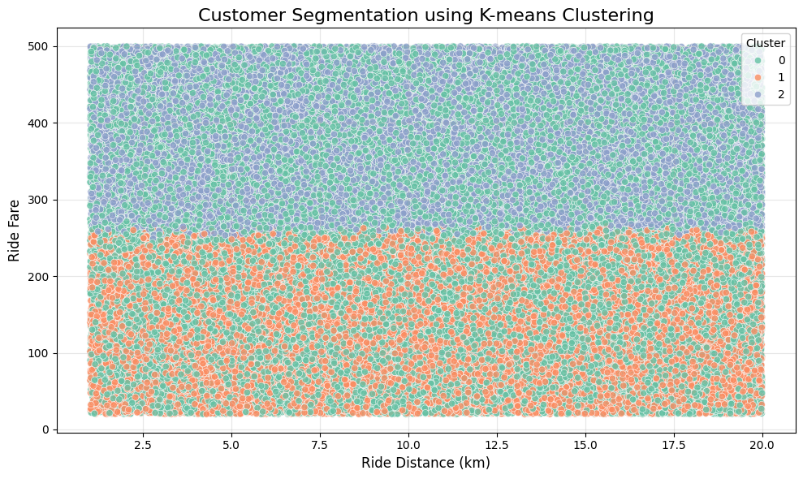 Customer Segmentation using K-means Clustering
Cluster
0
1
2
500
400
300
200
100
0
Ride Fare
2.5 5.0 7.5 10.0 12.5 15.0 17.5 20.0
Ride Distance (km)